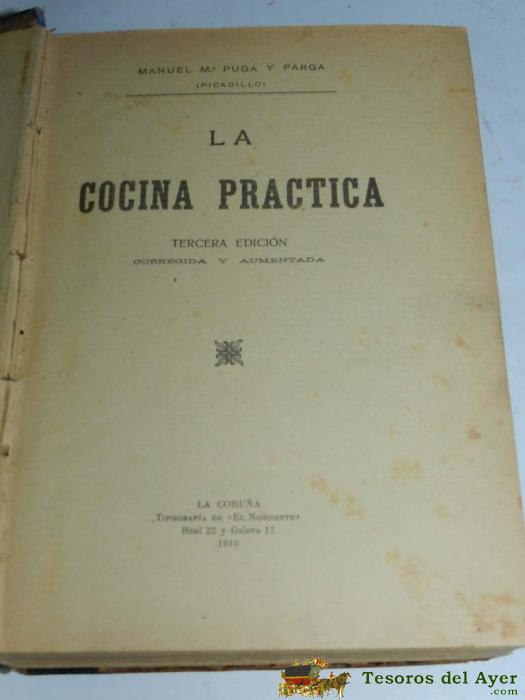 MANUEL M.ª PUGA Y PARGA
(PICADILLO)
LA
COCINA PRACTICA
TERCERA EDICIÓN
CORREGIDA Y AUMENTADA
LA CORUÑA
Tipografía de «El Noroeste»
Real 22 y Galera 17
1910
Tesoros del Ayer
.com